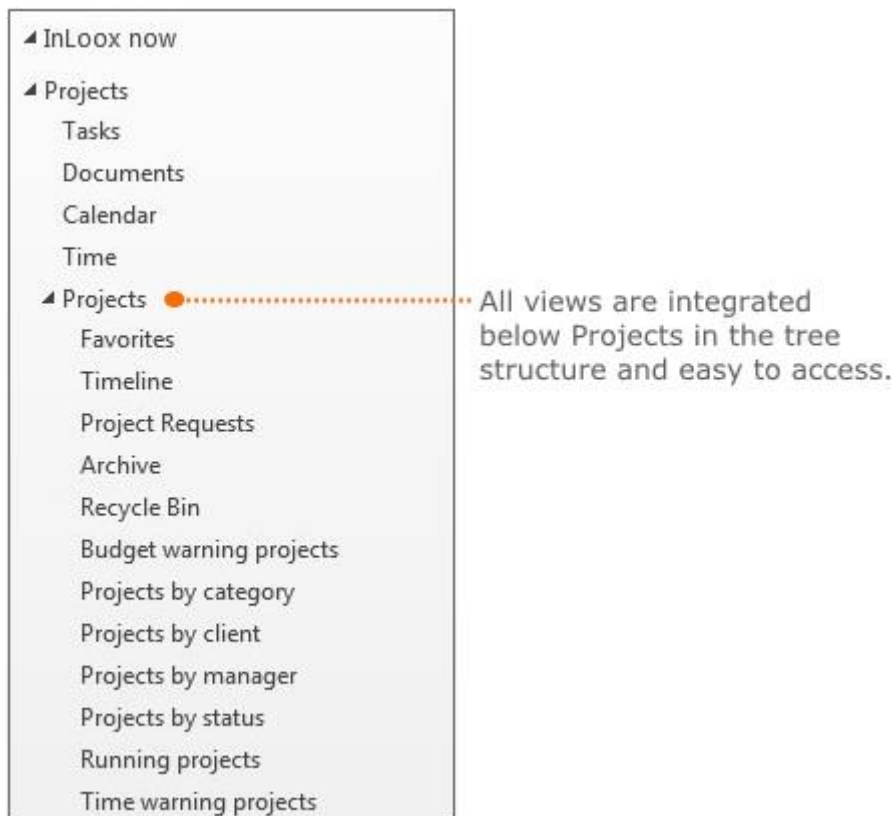 InLoox now
Projects
Tasks
Documents
Calendar
Time
Projects
All views are integrated
below Projects in the tree
structure and easy to access.
Favorites
Timeline
Project Requests
Archive
Recycle Bin
Budget warning projects
Projects by category
Projects by client
Projects by manager
Projects by status
Running projects
Time warning projects